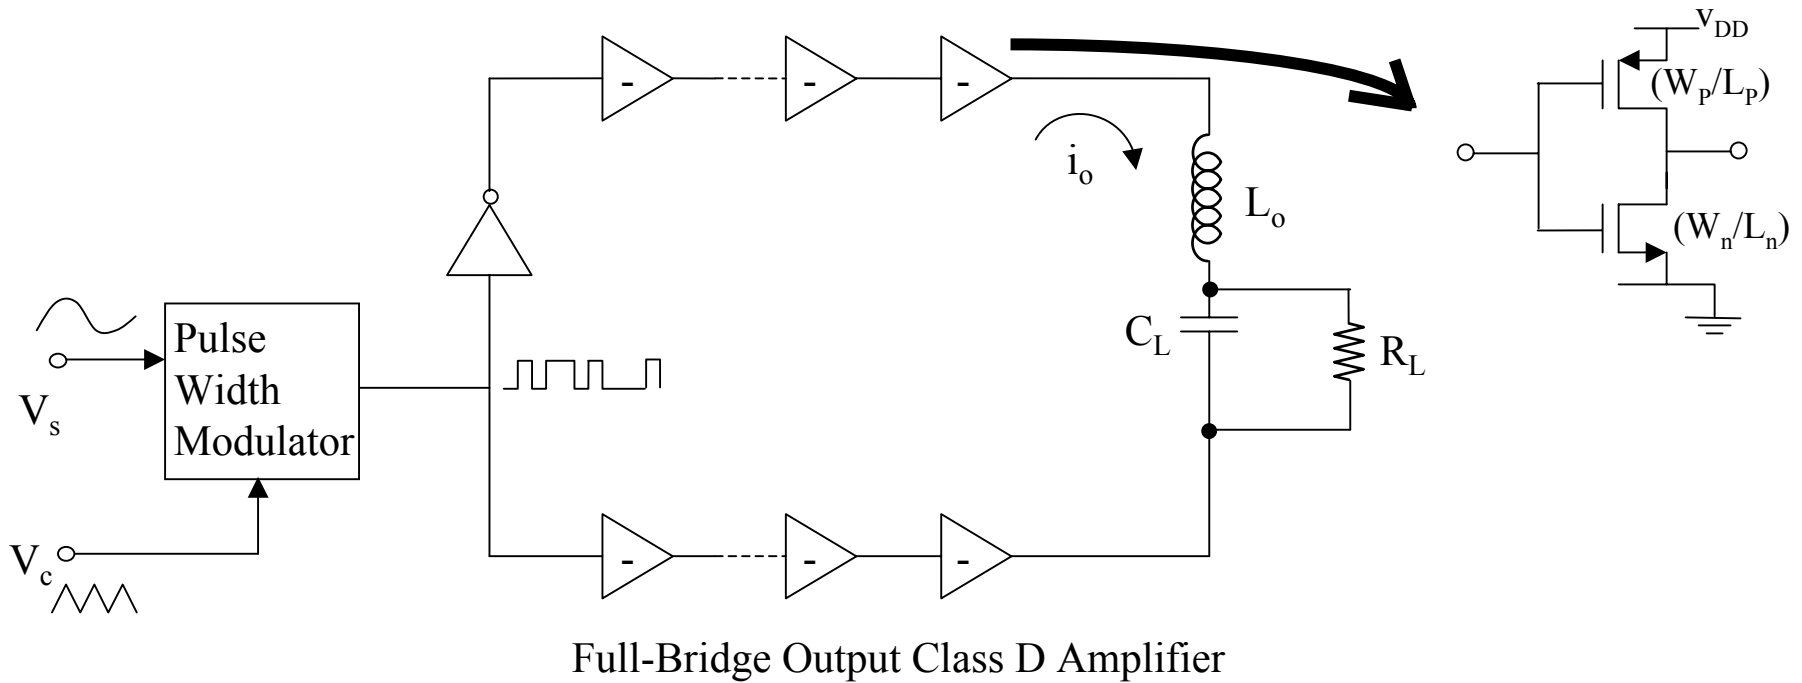 -
-
-
v_DD
(W_P/L_P)
i_o
L_o
(W_n/L_n)
C_L
R_L
Pulse
Width
Modulator
V_s
V_c
-
-
-
Full-Bridge Output Class D Amplifier